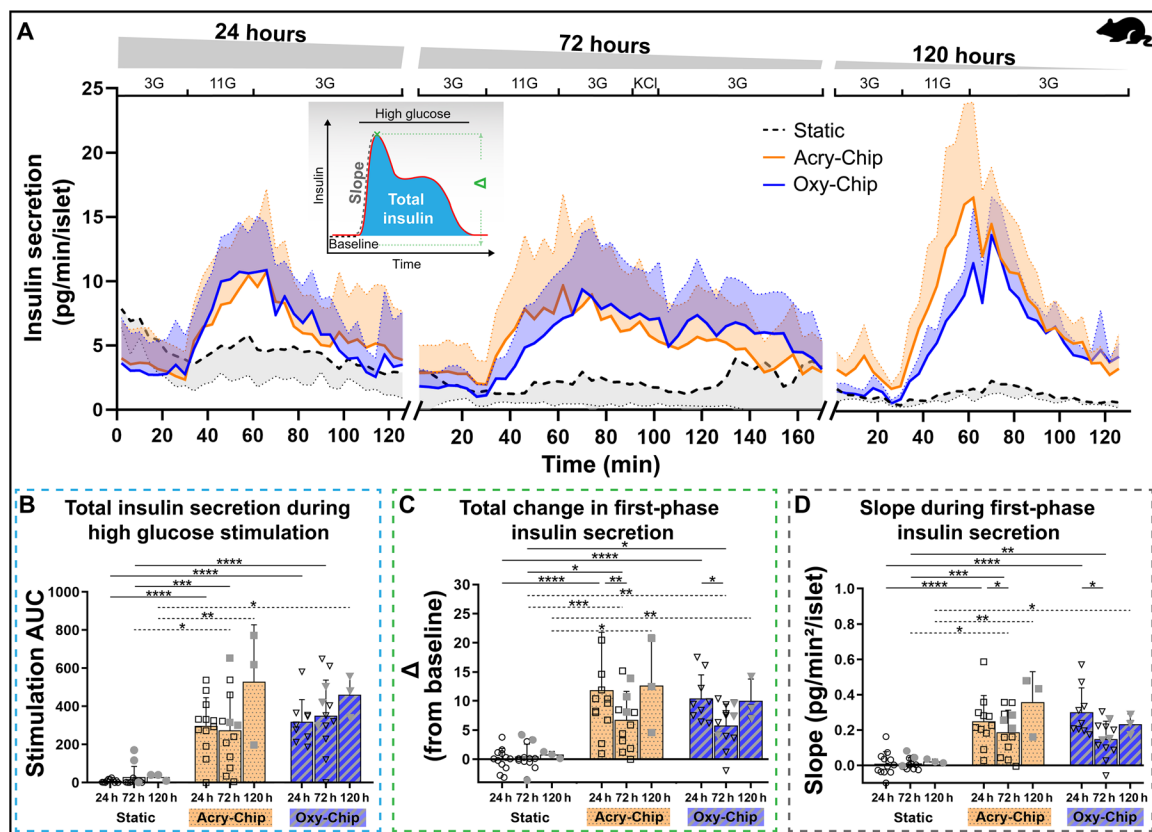 A
24 hours
72 hours
120 hours
3G 11G 3G
3G 11G 3G KCl 3G
3G 11G 3G
Insulin secretion
(pg/min/islet)
25
20
15
10
5
0
High glucose
Insulin
Slope
Total
insulin
Δ
Baseline
Time
Static
Acry-Chip
Oxy-Chip
0 20 40 60 80 100 120
20 40 60 80 100 120 140 160
20 40 60 80 100 120
Time (min)
B
Total insulin secretion during
high glucose stimulation
Stimulation AUC
1000
800
600
400
200
0
****
****
***
****
*
**
*
24 h 72 h 120 h
24 h 72 h 120 h
24 h 72 h 120 h
Static
Acry-Chip
Oxy-Chip
C
Total change in first-phase
insulin secretion
Δ
(from baseline)
35
30
25
20
15
10
5
0
-5
*
****
*
**** **
*
**
***
**
*
24 h 72 h 120 h
24 h 72 h 120 h
24 h 72 h 120 h
Static
Acry-Chip
Oxy-Chip
D
Slope during first-phase
insulin secretion
Slope (pg/min²/islet)
1.0
0.8
0.6
0.4
0.2
0.0
**
****
***
**** *
*
*
**
*
24 h 72 h 120 h
24 h 72 h 120 h
24 h 72 h 120 h
Static
Acry-Chip
Oxy-Chip